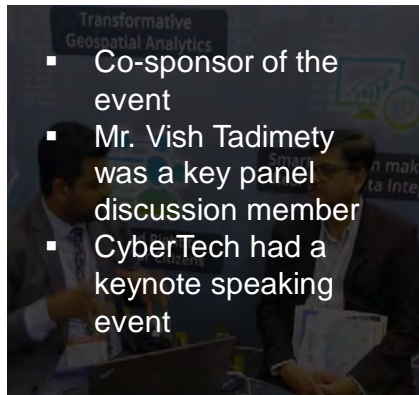 Transformative
Geospatial Analytics
▪ Co-sponsor of the
event
▪ Mr. Vish Tadimety
was a key panel
discussion member
▪ CyberTech had a
keynote speaking
event